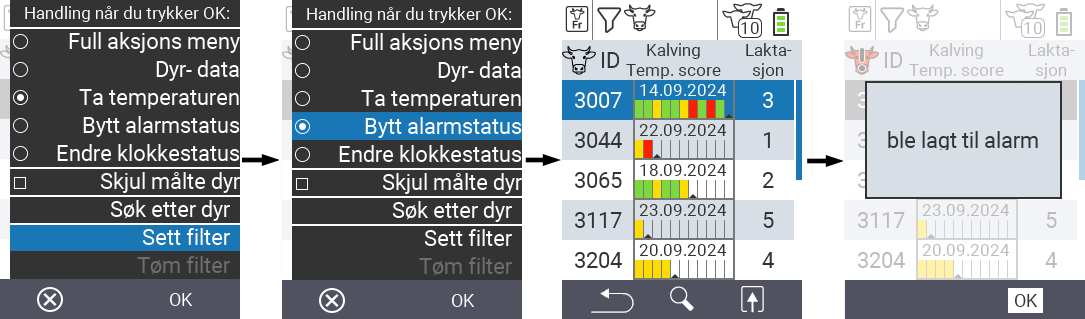 Handling når du trykker OK:
Full aksjons meny
Dyr- data
Ta temperaturen
Bytt alarmstatus
Endre klokkestatus
Skjul målte dyr
Søk etter dyr
Sett filter
Tøm filter
OK
Handling når du trykker OK:
Full aksjons meny
Dyr- data
Ta temperaturen
Bytt alarmstatus
Endre klokkestatus
Skjul målte dyr
Søk etter dyr
Sett filter
Tøm filter
OK
Fr 10
ID Kalving Lakta-
Temp. score sjon
3007 14.09.2024 3
3044 22.09.2024 1
3065 18.09.2024 2
3117 23.09.2024 5
3204 20.09.2024 4
Fr 10
ID Kalving Lakta-
Temp. score sjon
ble lagt til alarm
3117 23.09.2024 5
3204 20.09.2024 4
OK